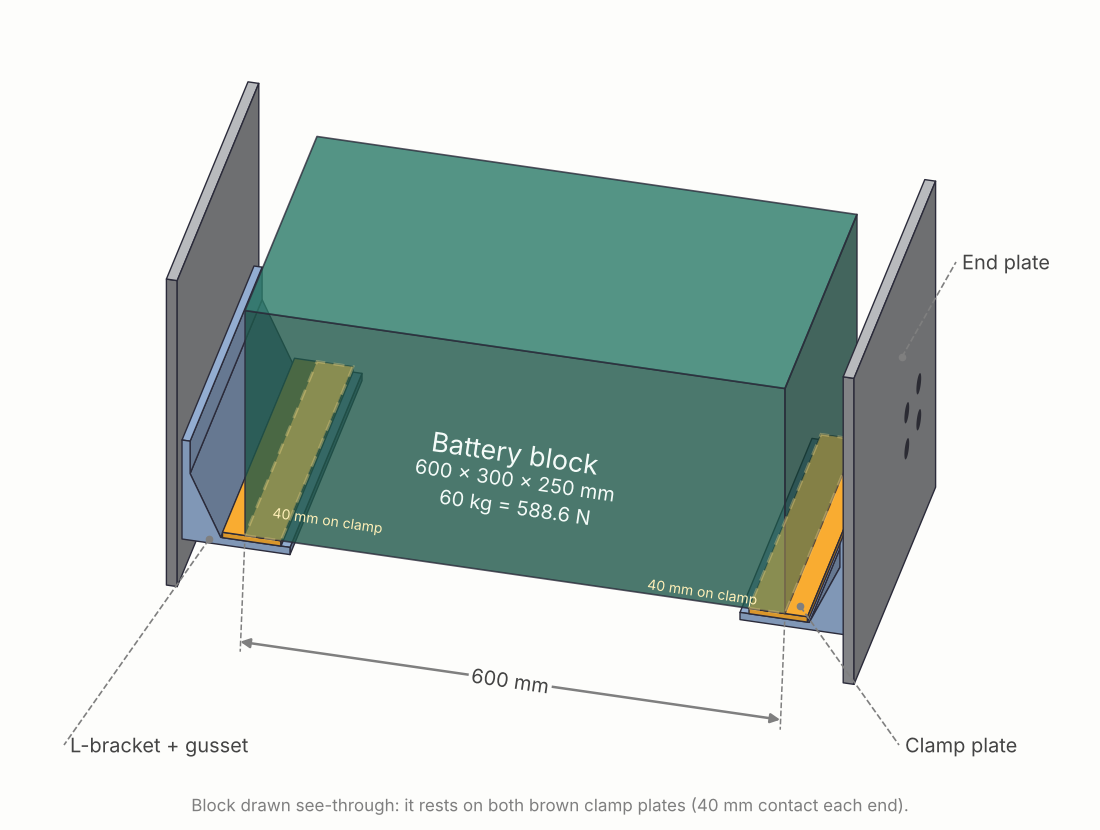 End plate
Battery block
600 × 300 × 250 mm
60 kg = 588.6 N
40 mm on clamp
40 mm on clamp
600 mm
L-bracket + gusset
Clamp plate
Block drawn see-through: it rests on both brown clamp plates (40 mm contact each end).